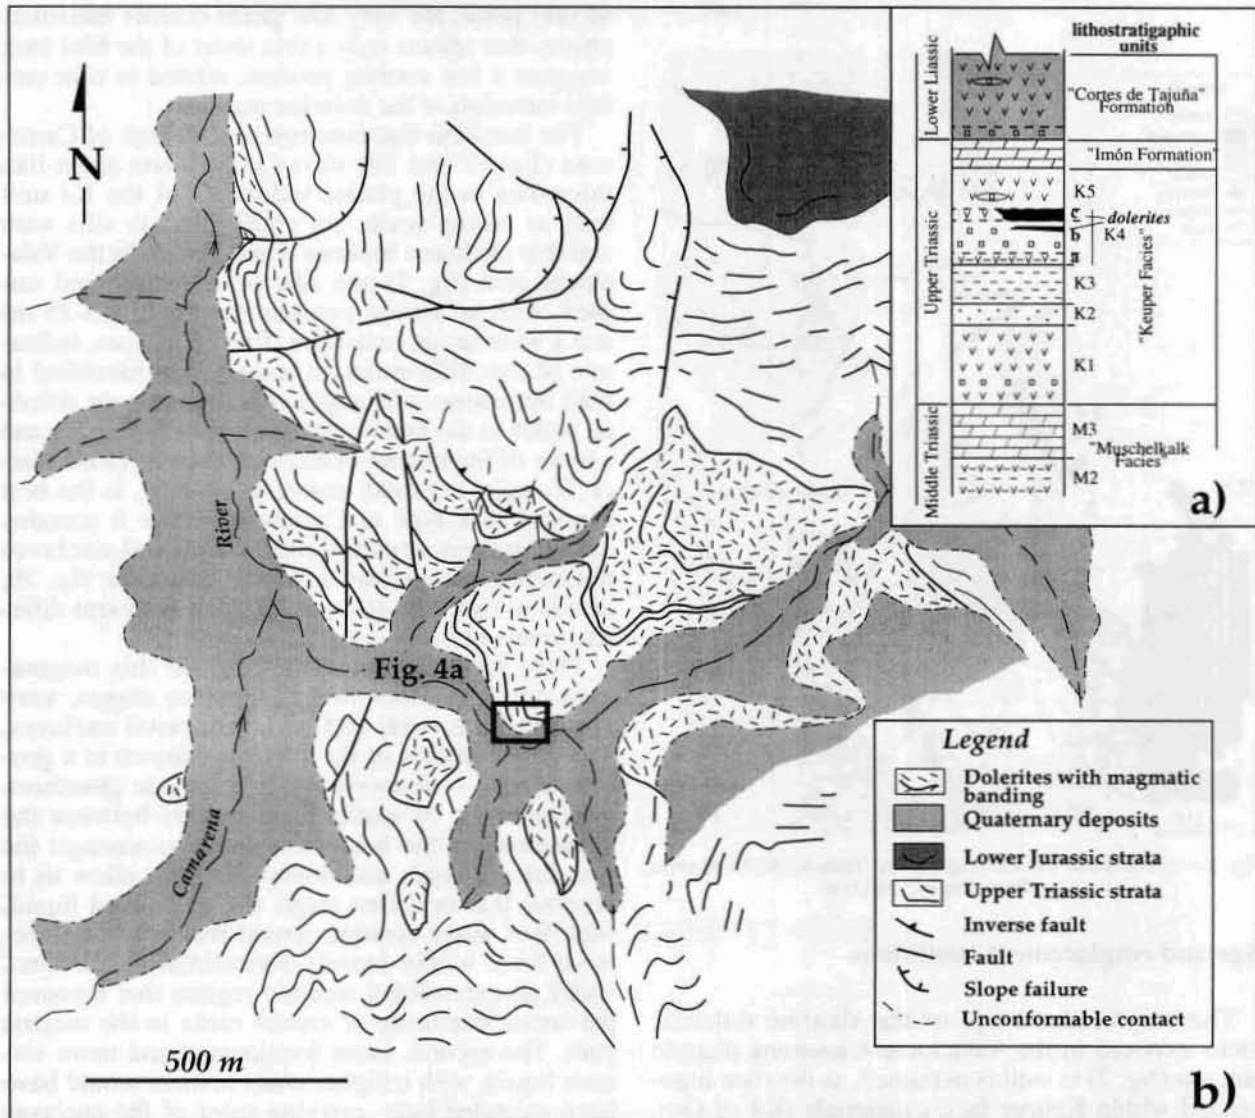 N
River
Camarena
Fig. 4a
500 m
lithostratigaphic
units
Lower Liassic
Upper Triassic
Middle Triassic
"Cortes de Tajuña"
Formation
"Imón Formation"
K5
c
b
a
dolerites
K4
K3
K2
K1
"Keuper Facies"
M3
"Muschelkalk
Facies"
M2
a)
Legend
Dolerites with magmatic
banding
Quaternary deposits
Lower Jurassic strata
Upper Triassic strata
Inverse fault
Fault
Slope failure
Unconformable contact
b)